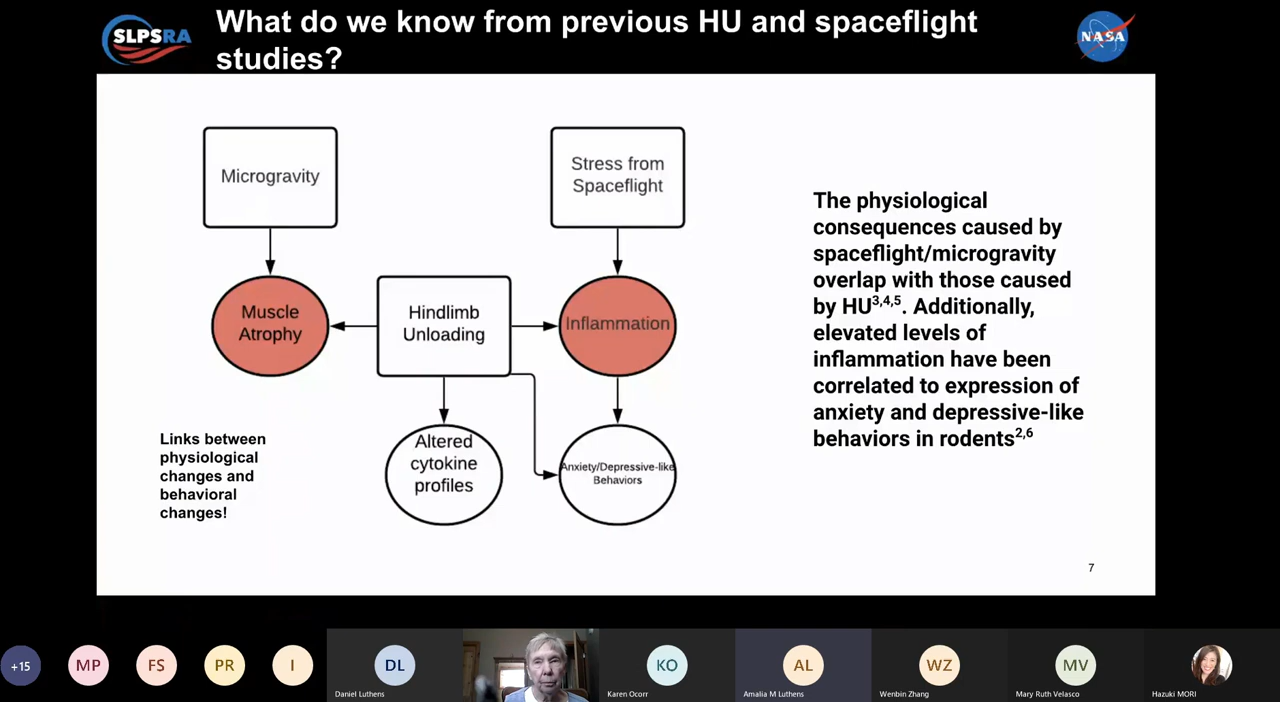 SLPSRA
What do we know from previous HU and spaceflight
studies?
NASA
Microgravity
Stress from
Spaceflight
Muscle
Atrophy
Hindlimb
Unloading
Inflammation
Altered
cytokine
profiles
Anxiety/Depressive-like
Behaviors
Links between
physiological
changes and
behavioral
changes!
The physiological
consequences caused by
spaceflight/microgravity
overlap with those caused
by HU3,4,5. Additionally,
elevated levels of
inflammation have been
correlated to expression of
anxiety and depressive-like
behaviors in rodents2,6
7
+15
MP
FS
PR
I
DL
Daniel Luthens
KO
Karen Ocorr
AL
Amalia M Luthens
WZ
Wenbin Zhang
MV
Mary Ruth Velasco
Hazuki MORI